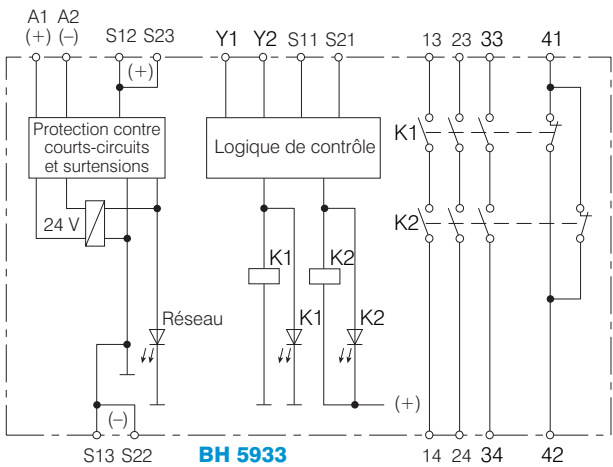 A1 A2 S12 S23 Y1 Y2 S11 S21 13 23 33 41
(+) (–)
(+)
Protection contre
courts-circuits
et surtensions
Logique de contrôle
K1
K2
24 V
K1 K2
Réseau
K1 K2
(+)
(–)
S13 S22 BH 5933 14 24 34 42